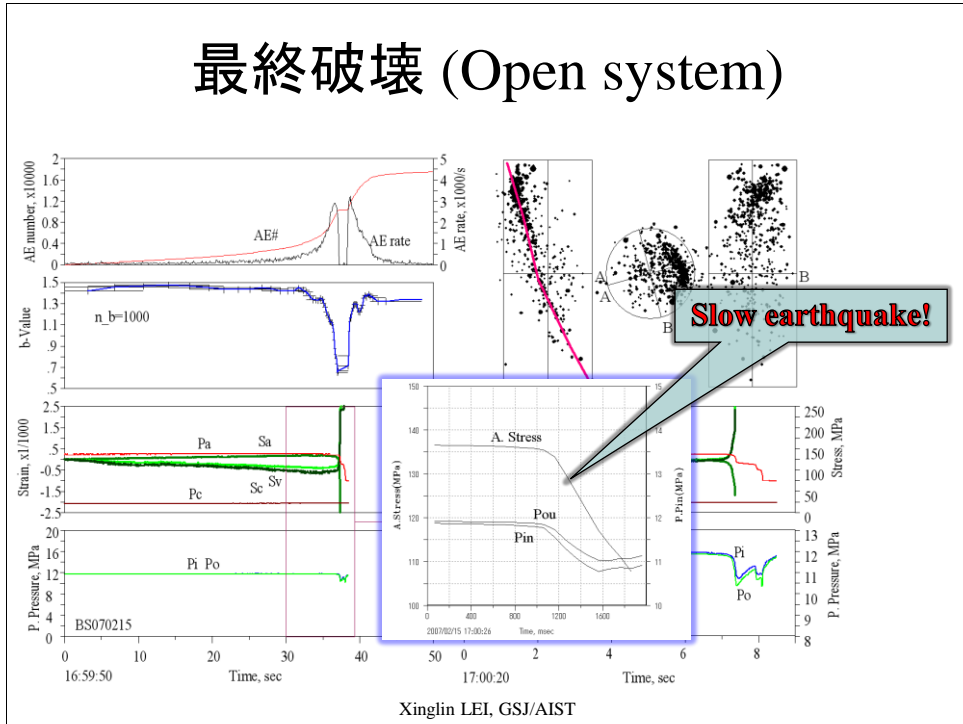 最終破壊 (Open system)
AE number, x10000
2
1.6
1.2
0.8
0.4
0
AE#
AE rate
5
4
3
2
1
0
AE rate, x1000/s
b-Value
1.5
1.3
1.1
.9
.7
.5
n_b=1000
A
A
B
B
Slow earthquake!
Strain, x1/1000
2.5
1.5
0.5
-0.5
-1.5
-2.5
Pa
Sa
Sv
Sc
Pc
250
200
150
100
50
0
Stress, MPa
P. Pressure, MPa
20
16
12
8
4
0
Pi Po
BS070215
0
10
20
30
40
50
16:59:50
Time, sec
A.Stress(MPa)
150
140
130
120
110
100
A. Stress
Pou
Pin
15
14
13
12
11
10
P.Pin(MPa)
0
400
800
1200
1600
2007/02/15 17:00:26
Time, msec
Pi
Po
13
12
11
10
9
8
P. Pressure, MPa
0
2
4
6
8
17:00:20
Time, sec
Xinglin LEI, GSJ/AIST